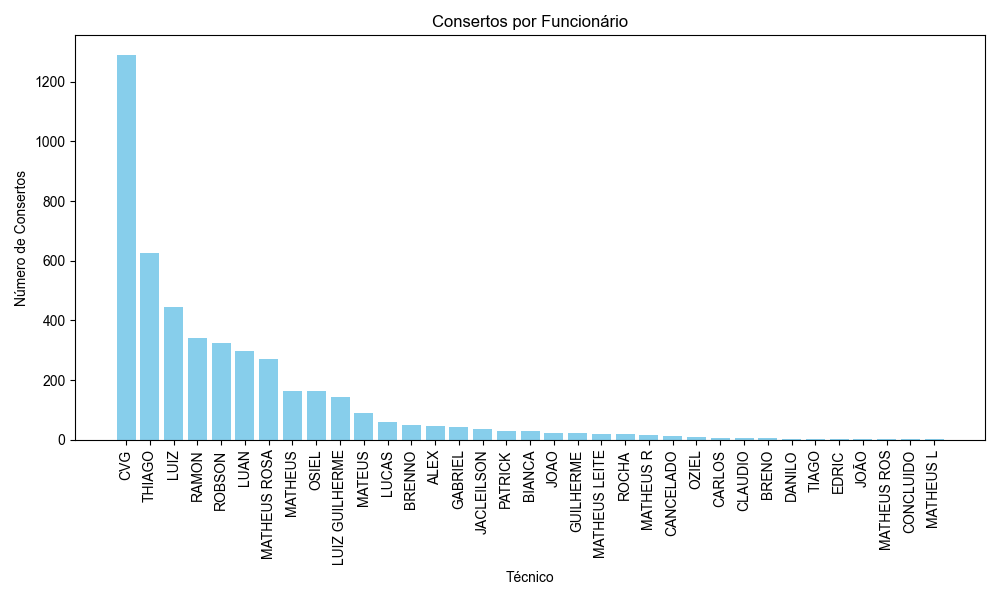 Consertos por Funcionário
Número de Consertos
1200
1000
800
600
400
200
0
CVG
THIAGO
LUIZ
RAMON
ROBSON
LUAN
MATHEUS ROSA
MATHEUS
OSIEL
LUIZ GUILHERME
MATEUS
LUCAS
BRENNO
ALEX
GABRIEL
JACLEILSON
PATRICK
BIANCA
JOAO
GUILHERME
MATHEUS LEITE
ROCHA
MATHEUS R
CANCELADO
OZIEL
CARLOS
CLAUDIO
BRENO
DANILO
TIAGO
EDRIC
JOÃO
MATHEUS ROS
CONCLUIDO
MATHEUS L
Técnico